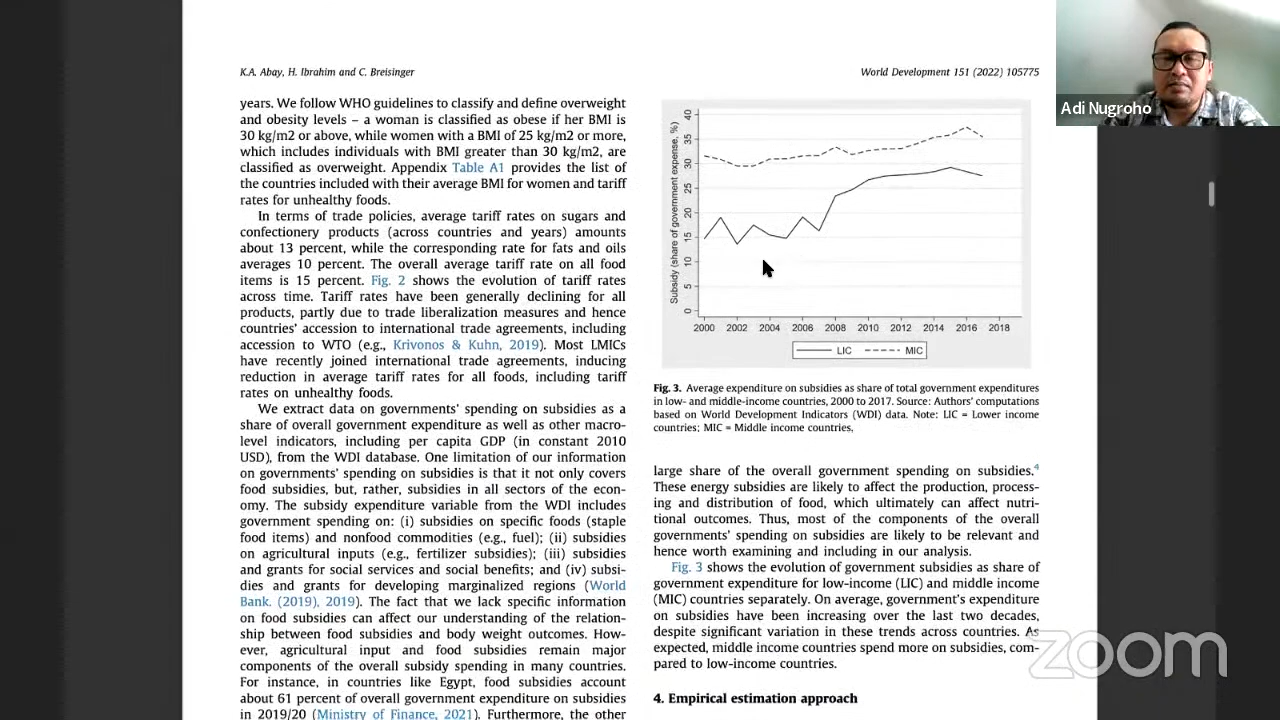 K.A. Abay, H. Ibrahim and C. Breisinger
World Development 151 (2022) 105775
years. We follow WHO guidelines to classify and define overweight
and obesity levels – a woman is classified as obese if her BMI is
30 kg/m2 or above, while women with a BMI of 25 kg/m2 or more,
which includes individuals with BMI greater than 30 kg/m2, are
classified as overweight. Appendix Table A1 provides the list of
the countries included with their average BMI for women and tariff
rates for unhealthy foods.
In terms of trade policies, average tariff rates on sugars and
confectionery products (across countries and years) amounts
about 13 percent, while the corresponding rate for fats and oils
averages 10 percent. The overall average tariff rate on all food
items is 15 percent. Fig. 2 shows the evolution of tariff rates
across time. Tariff rates have been generally declining for all
products, partly due to trade liberalization measures and hence
countries' accession to international trade agreements, including
accession to WTO (e.g., Krivonos & Kuhn, 2019). Most LMICs
have recently joined international trade agreements, inducing
reduction in average tariff rates for all foods, including tariff
rates on unhealthy foods.
We extract data on governments' spending on subsidies as a
share of overall government expenditure as well as other macro-
level indicators, including per capita GDP (in constant 2010
USD), from the WDI database. One limitation of our information
on governments' spending on subsidies is that it not only covers
food subsidies, but, rather, subsidies in all sectors of the econ-
omy. The subsidy expenditure variable from the WDI includes
government spending on: (i) subsidies on specific foods (staple
food items) and nonfood commodities (e.g., fuel); (ii) subsidies
on agricultural inputs (e.g., fertilizer subsidies); (iii) subsidies
and grants for social services and social benefits; and (iv) subsi-
dies and grants for developing marginalized regions (World
Bank. (2019), 2019). The fact that we lack specific information
on food subsidies can affect our understanding of the relation-
ship between food subsidies and body weight outcomes. How-
ever, agricultural input and food subsidies remain major
components of the overall subsidy spending in many countries.
For instance, in countries like Egypt, food subsidies account
about 61 percent of overall government expenditure on subsidies
in 2019/20 (Ministry of Finance, 2021). Furthermore, the other
Subsidy (share of government expense, %)
40
35
30
25
20
15
10
5
0
2000 2002 2004 2006 2008 2010 2012 2014 2016 2018
LIC MIC
Fig. 3. Average expenditure on subsidies as share of total government expenditures
in low- and middle-income countries, 2000 to 2017. Source: Authors' computations
based on World Development Indicators (WDI) data. Note: LIC = Lower income
countries; MIC = Middle income countries.
large share of the overall government spending on subsidies.4
These energy subsidies are likely to affect the production, process-
ing and distribution of food, which ultimately can affect nutri-
tional outcomes. Thus, most of the components of the overall
governments' spending on subsidies are likely to be relevant and
hence worth examining and including in our analysis.
Fig. 3 shows the evolution of government subsidies as share of
government expenditure for low-income (LIC) and middle income
(MIC) countries separately. On average, government's expenditure
on subsidies have been increasing over the last two decades,
despite significant variation in these trends across countries. As
expected, middle income countries spend more on subsidies, com-
pared to low-income countries.
4. Empirical estimation approach
Adi Nugroho
zoom